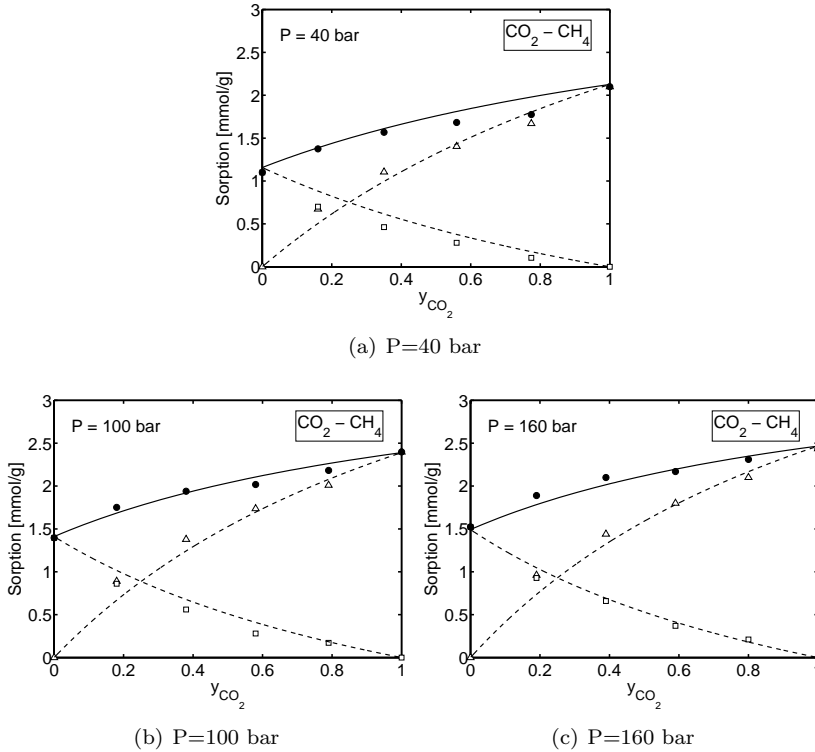 P = 40 bar
CO2 – CH4
3
2.5
2
1.5
1
0.5
0
Sorption [mmol/g]
0 0.2 0.4 0.6 0.8 1
yCO2
(a) P=40 bar
P = 100 bar
CO2 – CH4
3
2.5
2
1.5
1
0.5
0
Sorption [mmol/g]
0 0.2 0.4 0.6 0.8 1
yCO2
(b) P=100 bar
P = 160 bar
CO2 – CH4
3
2.5
2
1.5
1
0.5
0
Sorption [mmol/g]
0 0.2 0.4 0.6 0.8 1
yCO2
(c) P=160 bar